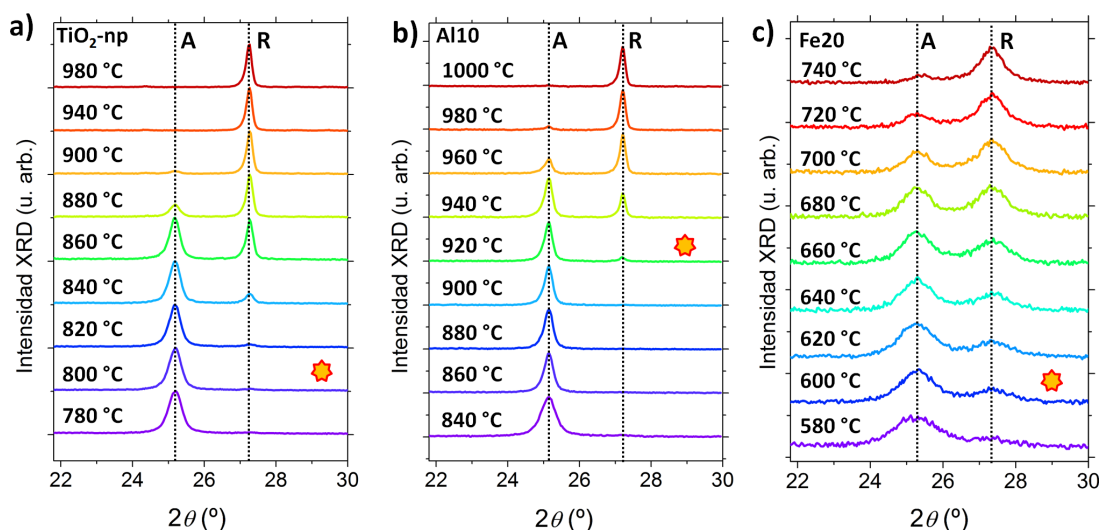 a)
TiO₂-np
A
R
980 °C
940 °C
900 °C
880 °C
860 °C
840 °C
820 °C
800 °C
780 °C
Intensidad XRD (u. arb.)
22 24 26 28 30
2θ (º)
b)
Al10
A
R
1000 °C
980 °C
960 °C
940 °C
920 °C
900 °C
880 °C
860 °C
840 °C
Intensidad XRD (u. arb.)
22 24 26 28 30
2θ (º)
c)
Fe20
A
R
740 °C
720 °C
700 °C
680 °C
660 °C
640 °C
620 °C
600 °C
580 °C
Intensidad XRD (u. arb.)
22 24 26 28 30
2θ (º)